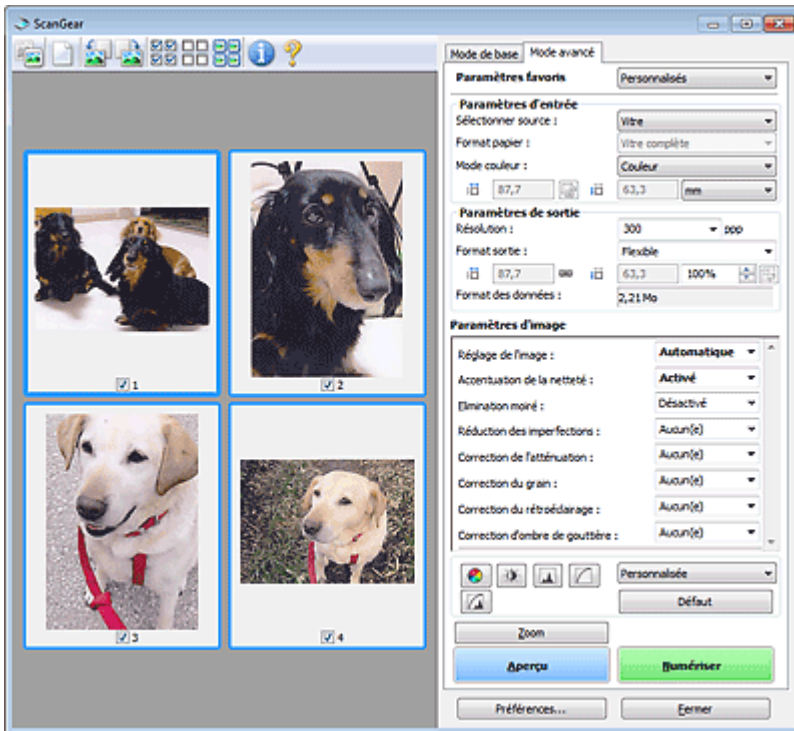 ScanGear
Mode de base
Mode avancé
Paramètres favoris
Personnalisés
Paramètres d'entrée
Sélectionner source :
Vitre
Format papier :
Vitre complète
Mode couleur :
Couleur
87,7
63,3
mm
Paramètres de sortie
Résolution :
300
ppp
Format sortie :
Flexible
87,7
63,3
100%
Format des données :
2,21Mo
Paramètres d'image
Réglage de l'image :
Automatique
Accentuation de la netteté :
Activé
Elimination moiré :
Désactivé
Réduction des imperfections :
Aucun(e)
Correction de l'atténuation :
Aucun(e)
Correction du grain :
Aucun(e)
Correction du rétroéclairage :
Aucun(e)
Correction d'ombre de gouttière :
Aucun(e)
1
2
3
4
Personnalisée
Défaut
Zoom
Aperçu
Numériser
Préférences...
Fermer